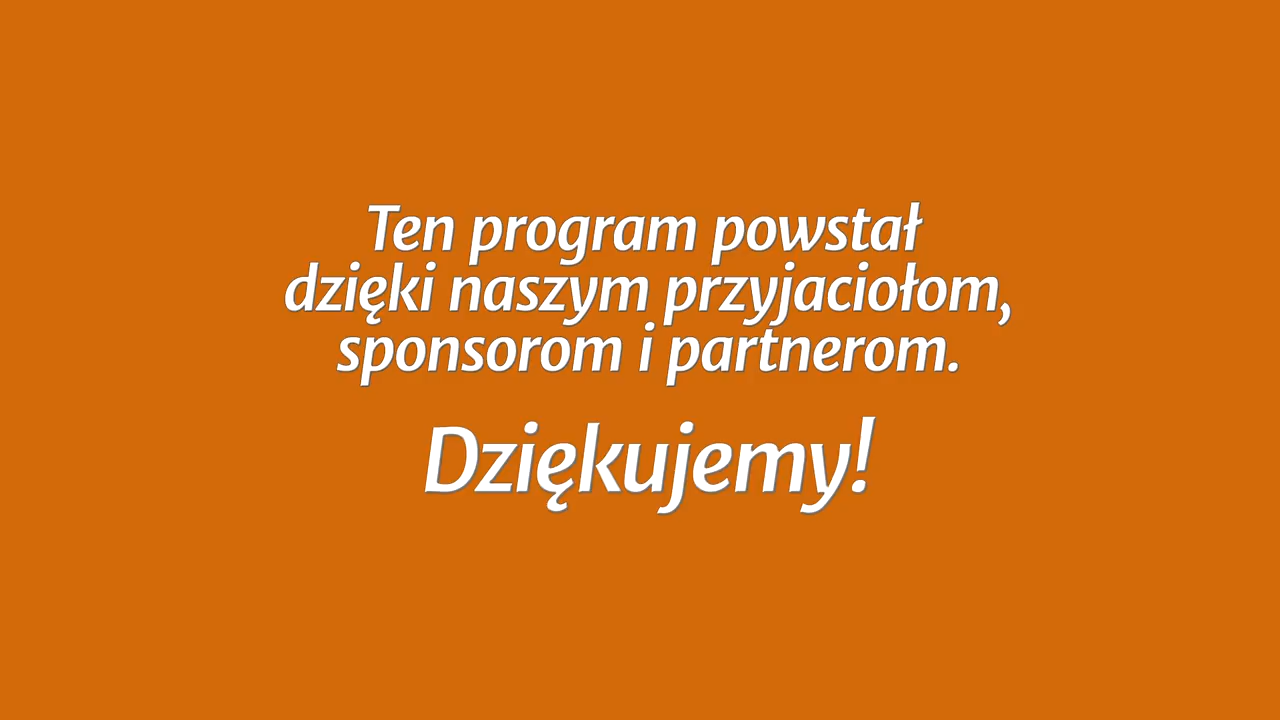 Ten program powstał
dzięki naszym przyjaciołom,
sponsorom i partnerom.
Dziękujemy!